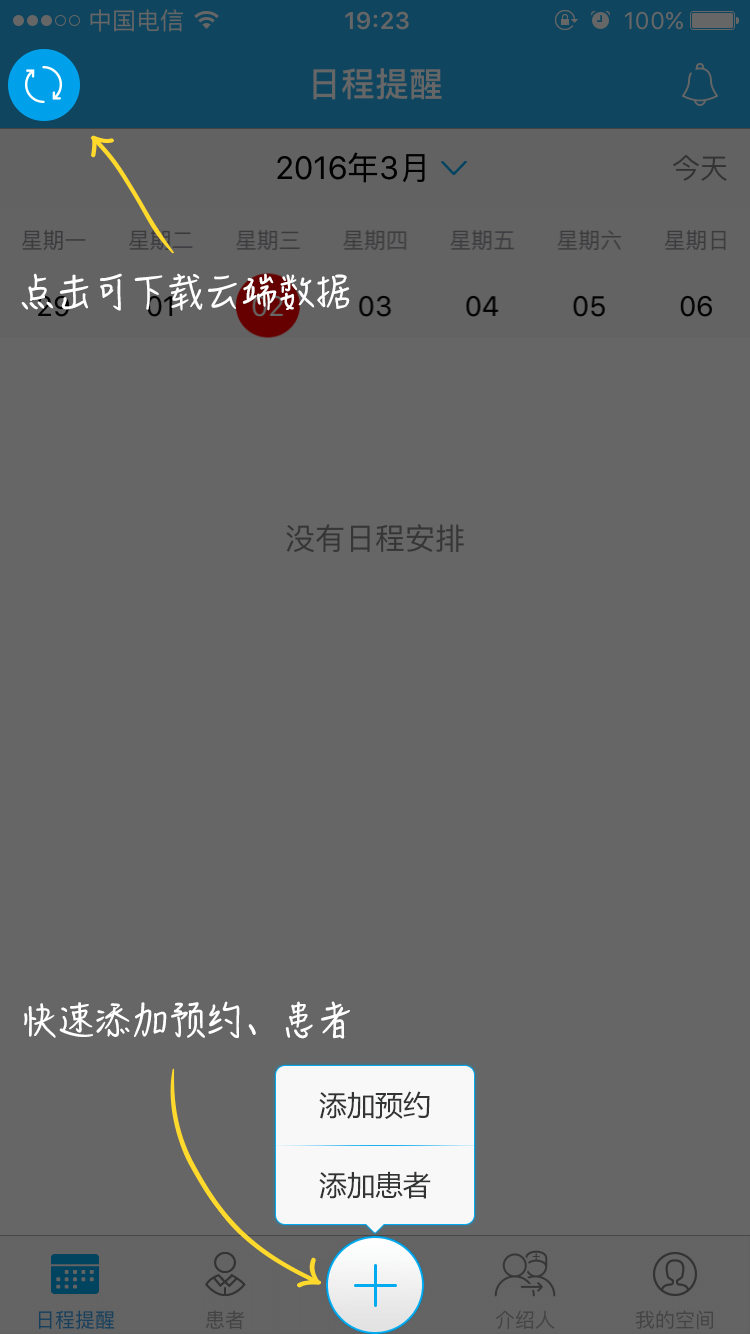 中国电信 19:23 100%
日程提醒
2016年3月 今天
星期一 星期二 星期三 星期四 星期五 星期六 星期日
点击可下载云端数据
29 01 02 03 04 05 06
没有日程安排
快速添加预约、患者
添加预约
添加患者
日程提醒 患者 介绍人 我的空间